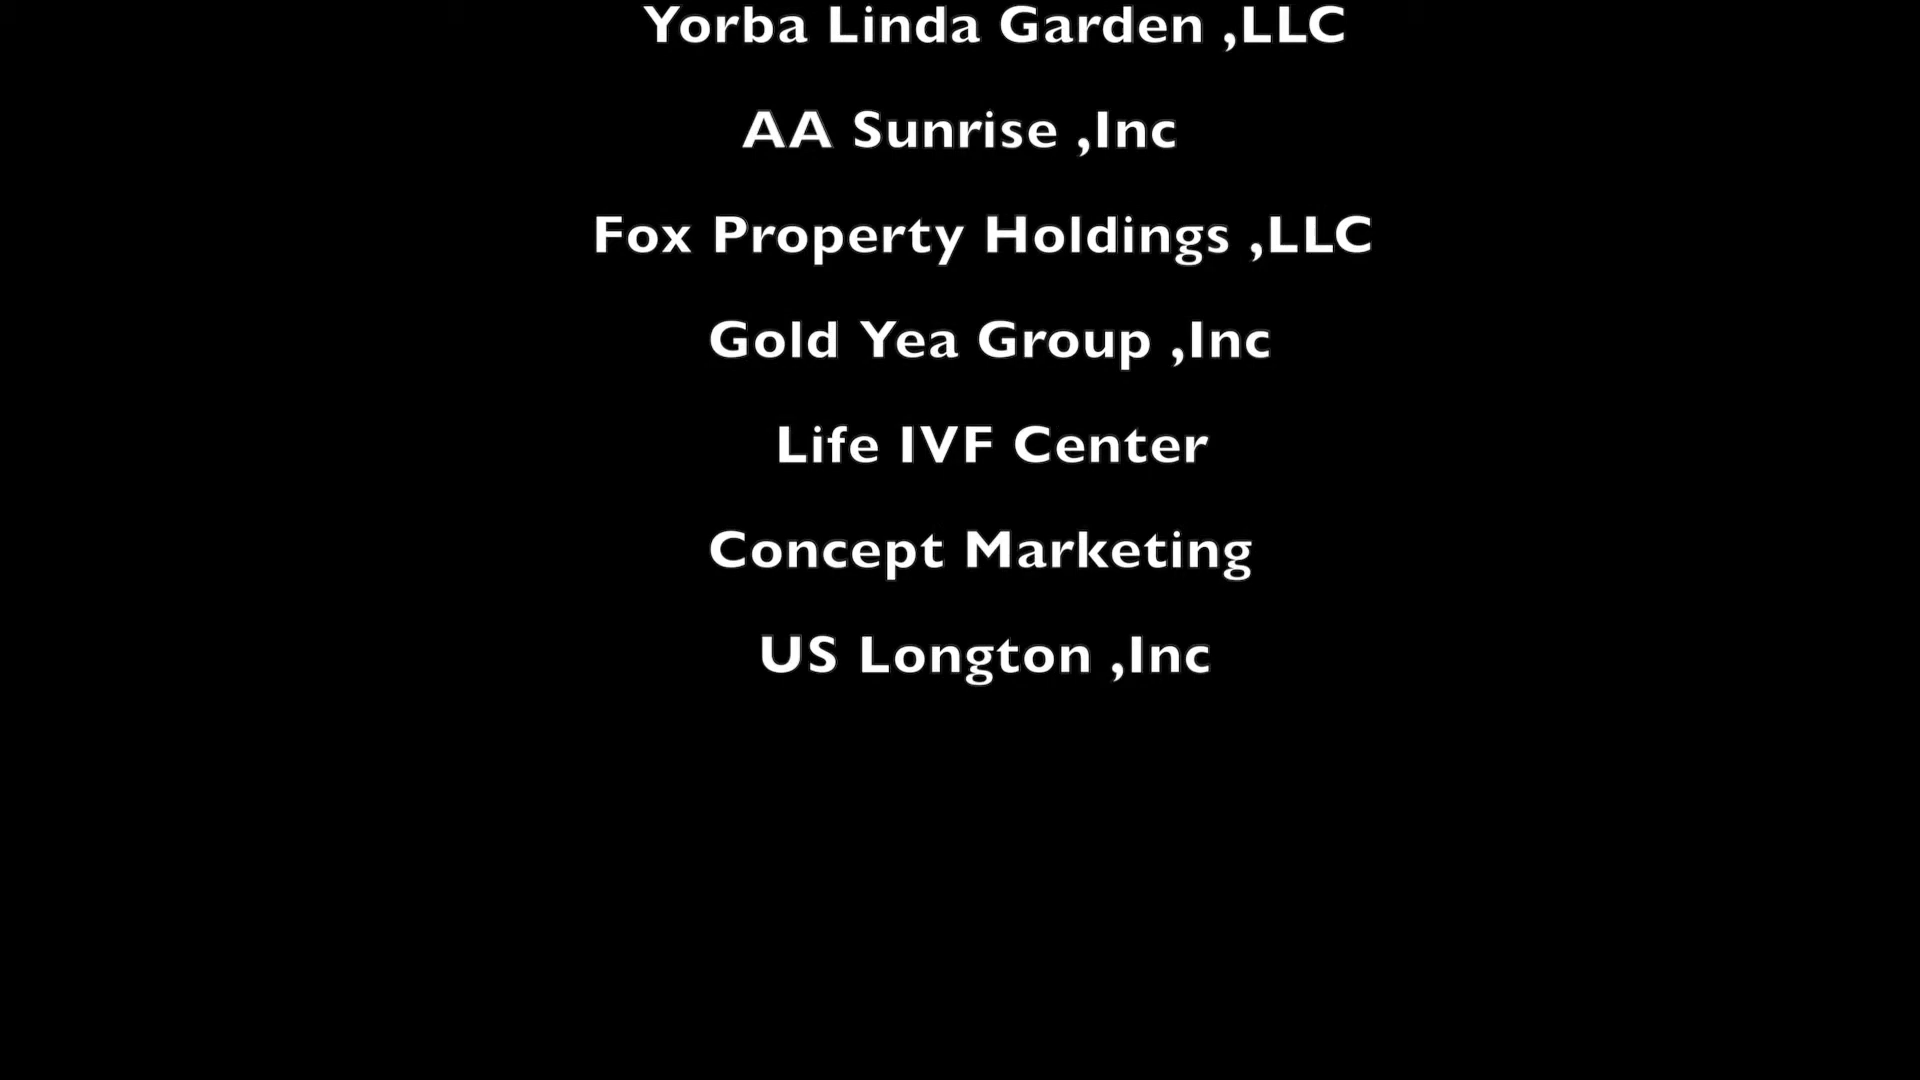 Yorba Linda Garden ,LLC
AA Sunrise ,Inc
Fox Property Holdings ,LLC
Gold Yea Group ,Inc
Life IVF Center
Concept Marketing
US Longton ,Inc